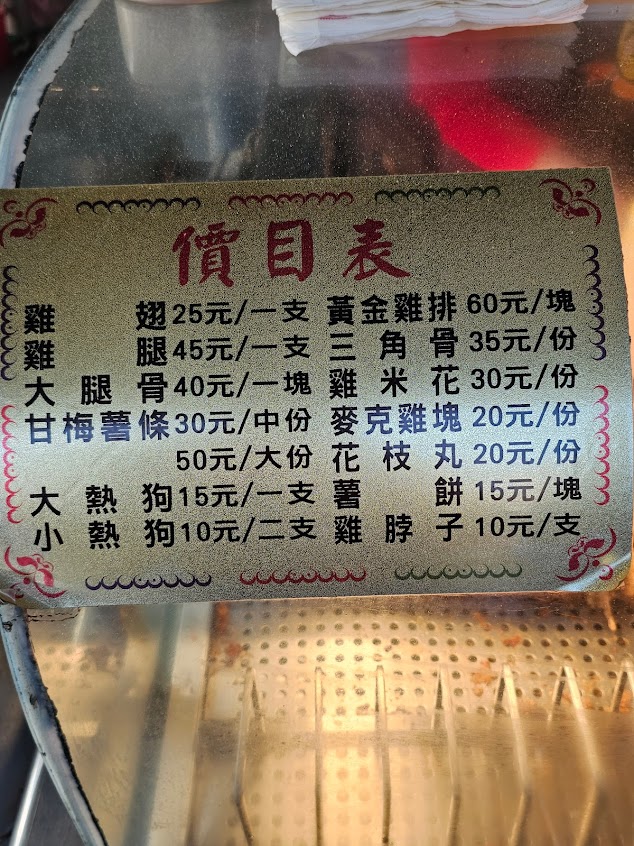 價目表
雞翅25元/一支 黃金雞排60元/塊
雞腿45元/一支 三角骨35元/份
大腿骨40元/一塊 雞米花30元/份
甘梅薯條30元/中份 麥克雞塊20元/份
50元/大份 花枝丸20元/份
大熱狗15元/一支 薯餅15元/塊
小熱狗10元/二支 雞脖子10元/支